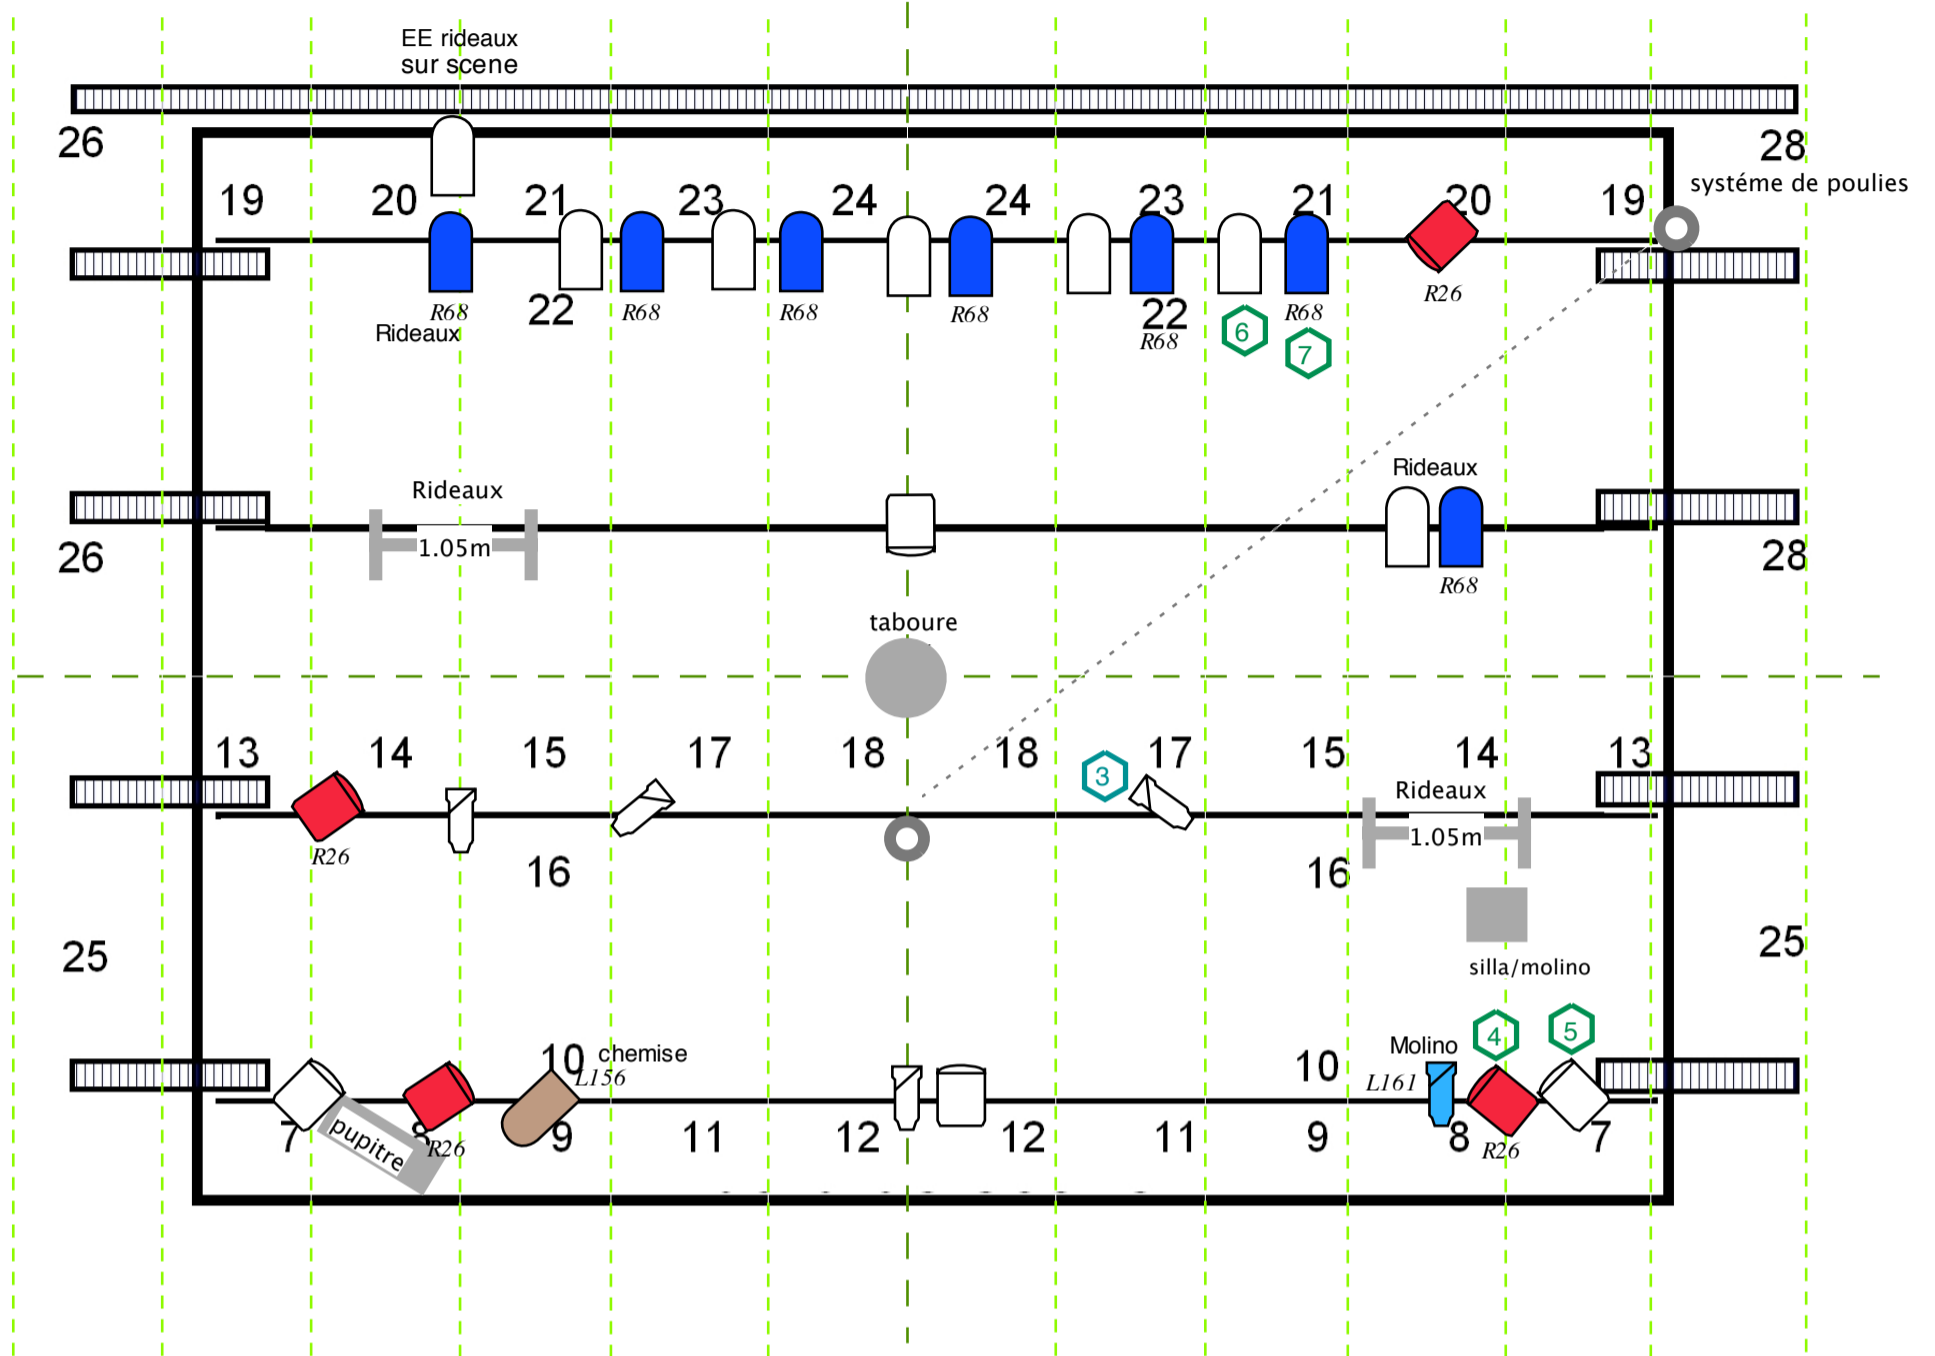 EE rideaux
sur scene
26
28
systéme de poulies
19
20
21
23
24
24
23
21
20
19
R68
22
R68
R68
R68
22
R68
R68
R26
Rideaux
6
7
Rideaux
Rideaux
1.05m
R68
26
28
taboure
13
14
15
17
18
18
3
17
15
14
13
Rideaux
1.05m
R26
16
16
25
25
silla/molino
4
5
10
chemise
L156
10
Molino
L161
7
pupitre
8
R26
9
11
12
12
11
9
8
R26
7